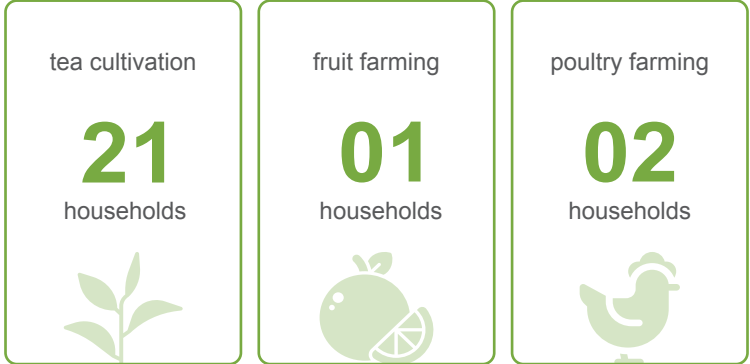 tea cultivation
21
households
fruit farming
01
households
poultry farming
02
households